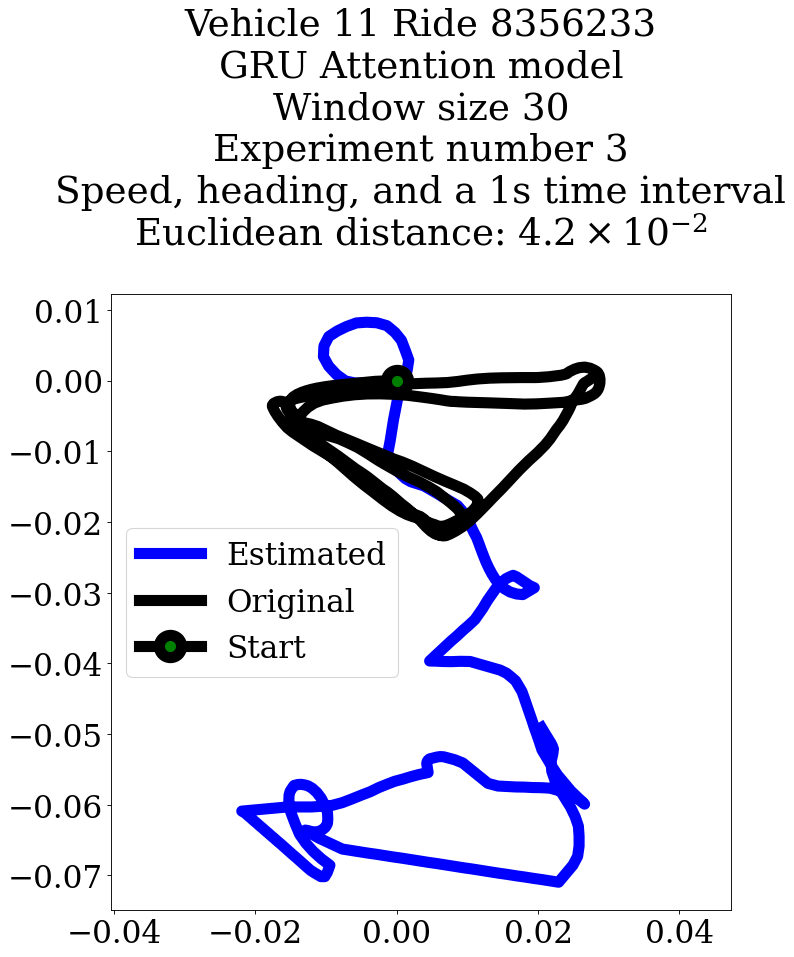 Vehicle 11 Ride 8356233
GRU Attention model
Window size 30
Experiment number 3
Speed, heading, and a 1s time interval
Euclidean distance: 4.2 × 10⁻²
0.01
0.00
−0.01
−0.02
−0.03
−0.04
−0.05
−0.06
−0.07
Estimated
Original
Start
−0.04 −0.02 0.00 0.02 0.04